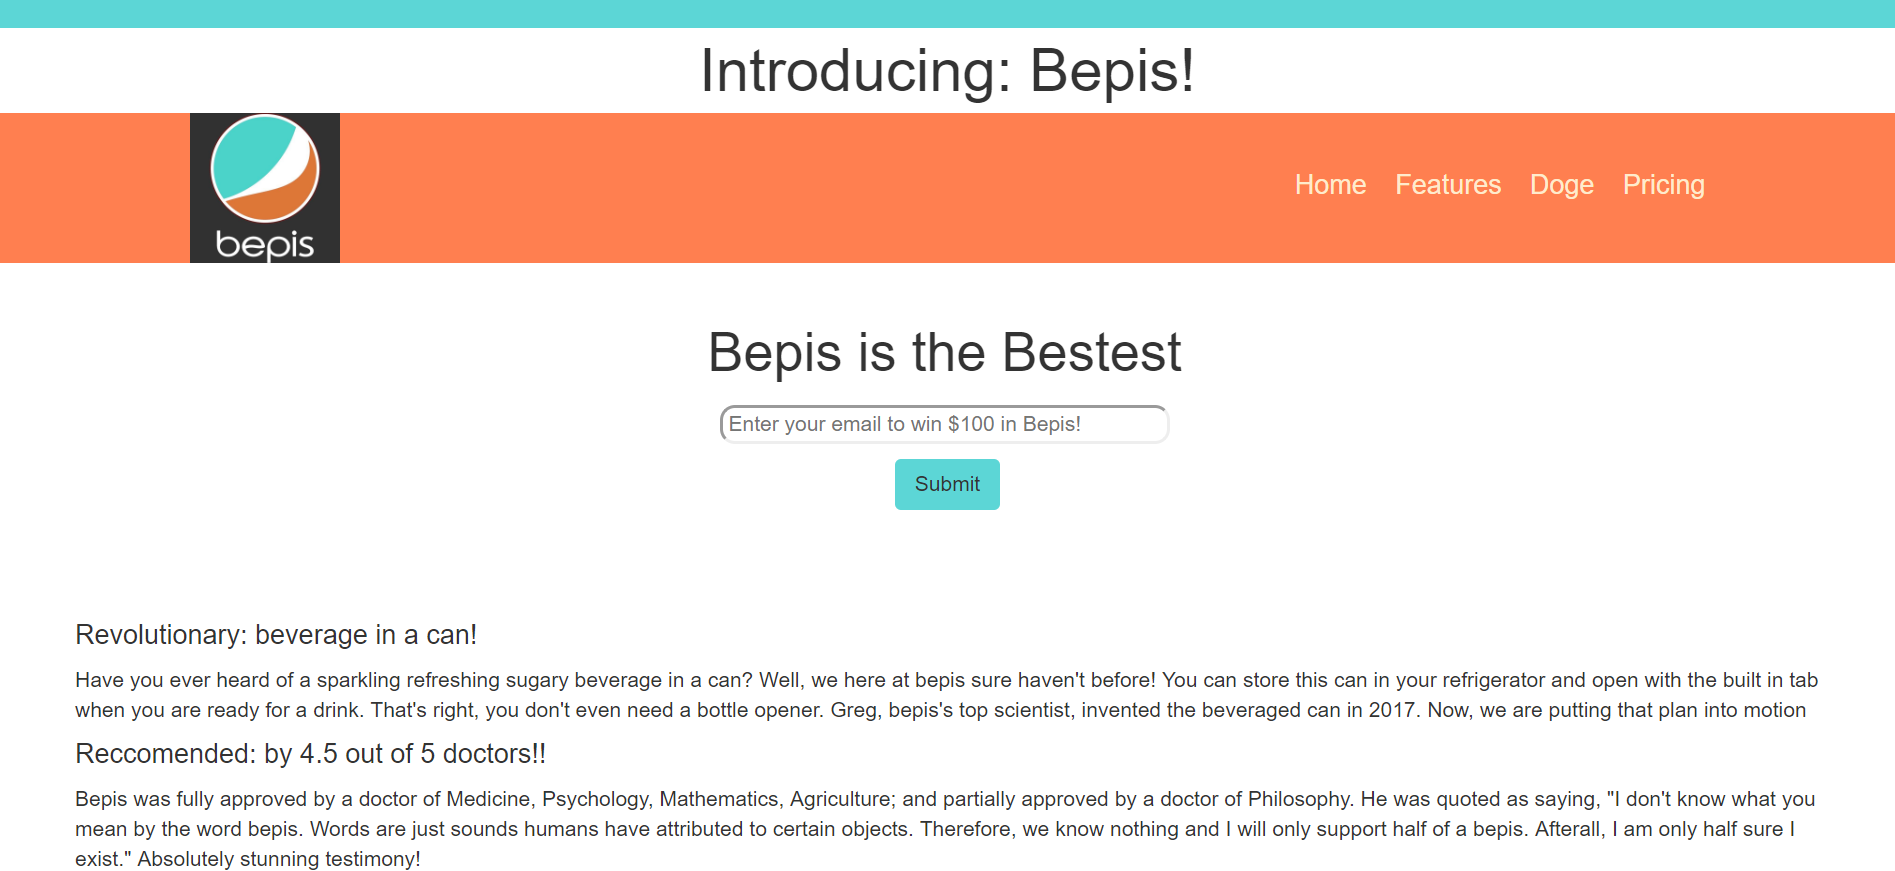 Introducing: Bepis!
bepis
Home Features Doge Pricing
Bepis is the Bestest
Enter your email to win $100 in Bepis!
Submit
Revolutionary: beverage in a can!
Have you ever heard of a sparkling refreshing sugary beverage in a can? Well, we here at bepis sure haven't before! You can store this can in your refrigerator and open with the built in tab
when you are ready for a drink. That's right, you don't even need a bottle opener. Greg, bepis's top scientist, invented the beveraged can in 2017. Now, we are putting that plan into motion
Reccomended: by 4.5 out of 5 doctors!!
Bepis was fully approved by a doctor of Medicine, Psychology, Mathematics, Agriculture; and partially approved by a doctor of Philosophy. He was quoted as saying, "I don't know what you
mean by the word bepis. Words are just sounds humans have attributed to certain objects. Therefore, we know nothing and I will only support half of a bepis. Afterall, I am only half sure I
exist." Absolutely stunning testimony!